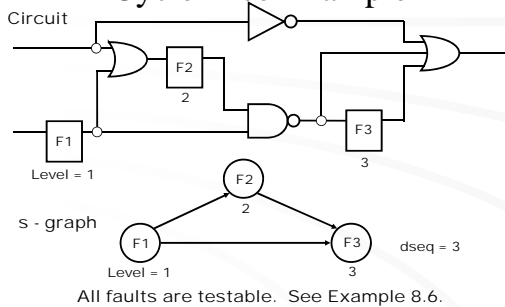 Circuit
F2
2
F1
F3
Level = 1
3
F2
s - graph
2
F1
F3
dseq = 3
Level = 1
3
All faults are testable. See Example 8.6.